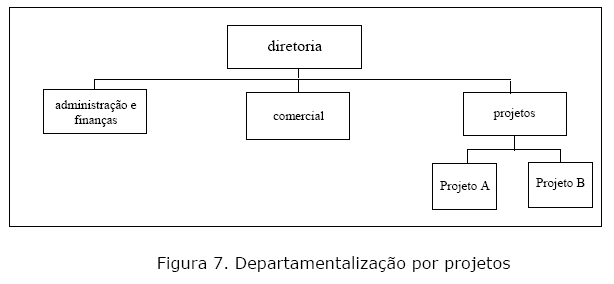 diretoria
administração e
finanças
comercial
projetos
Projeto A
Projeto B
Figura 7. Departamentalização por projetos